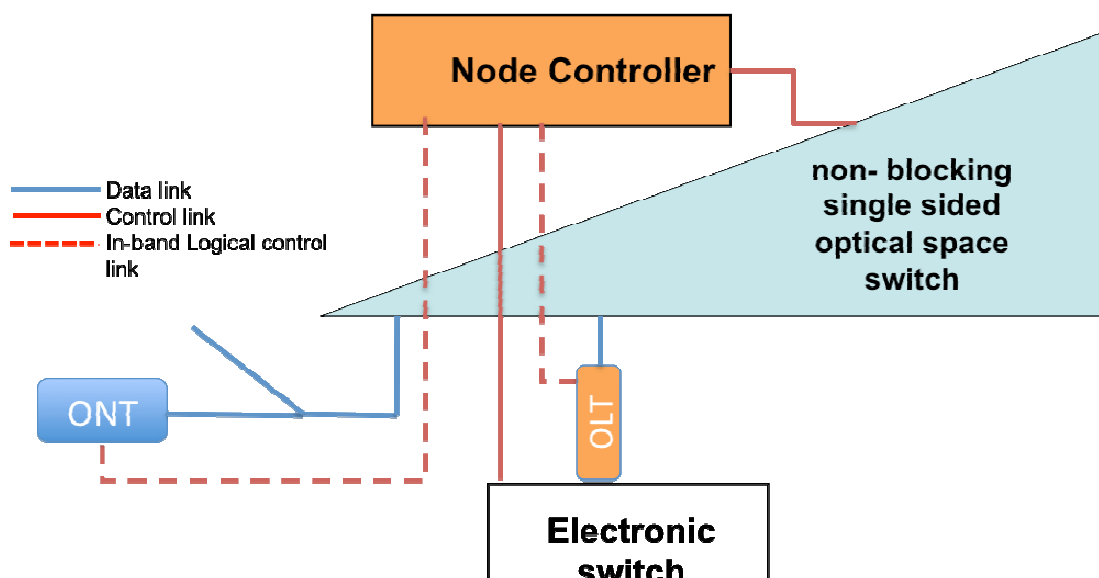 Node Controller
non- blocking
single sided
optical space
switch
Data link
Control link
In-band Logical control
link
ONT
OLT
Electronic
switch